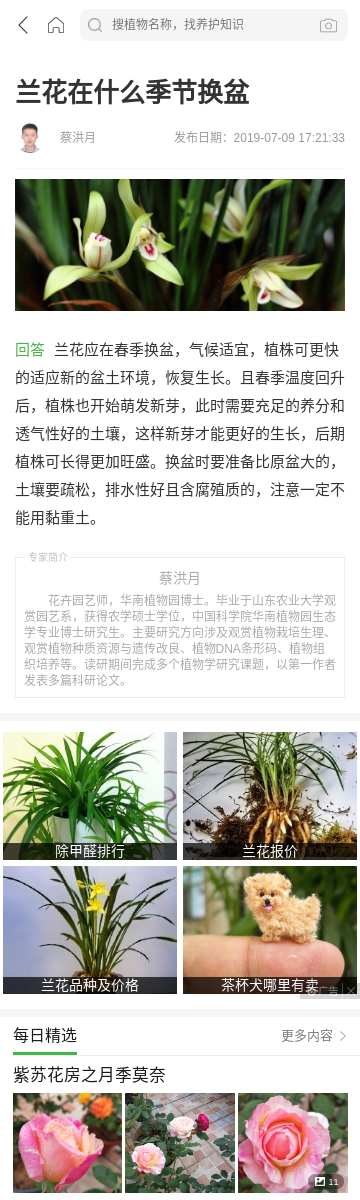 搜植物名称，找养护知识
兰花在什么季节换盆
蔡洪月
发布日期：2019-07-09 17:21:33
回答 兰花应在春季换盆，气候适宜，植株可更快
的适应新的盆土环境，恢复生长。且春季温度回升
后，植株也开始萌发新芽，此时需要充足的养分和
透气性好的土壤，这样新芽才能更好的生长，后期
植株可长得更加旺盛。换盆时要准备比原盆大的，
土壤要疏松，排水性好且含腐殖质的，注意一定不
能用黏重土。
专家简介
蔡洪月
花卉园艺师，华南植物园博士。毕业于山东农业大学观
赏园艺系，获得农学硕士学位，中国科学院华南植物园生态
学专业博士研究生。主要研究方向涉及观赏植物栽培生理、
观赏植物种质资源与遗传改良、植物DNA条形码、植物组
织培养等。读研期间完成多个植物学研究课题，以第一作者
发表多篇科研论文。
除甲醛排行
兰花报价
兰花品种及价格
茶杯犬哪里有卖
广告
每日精选
更多内容
紫苏花房之月季莫奈
11